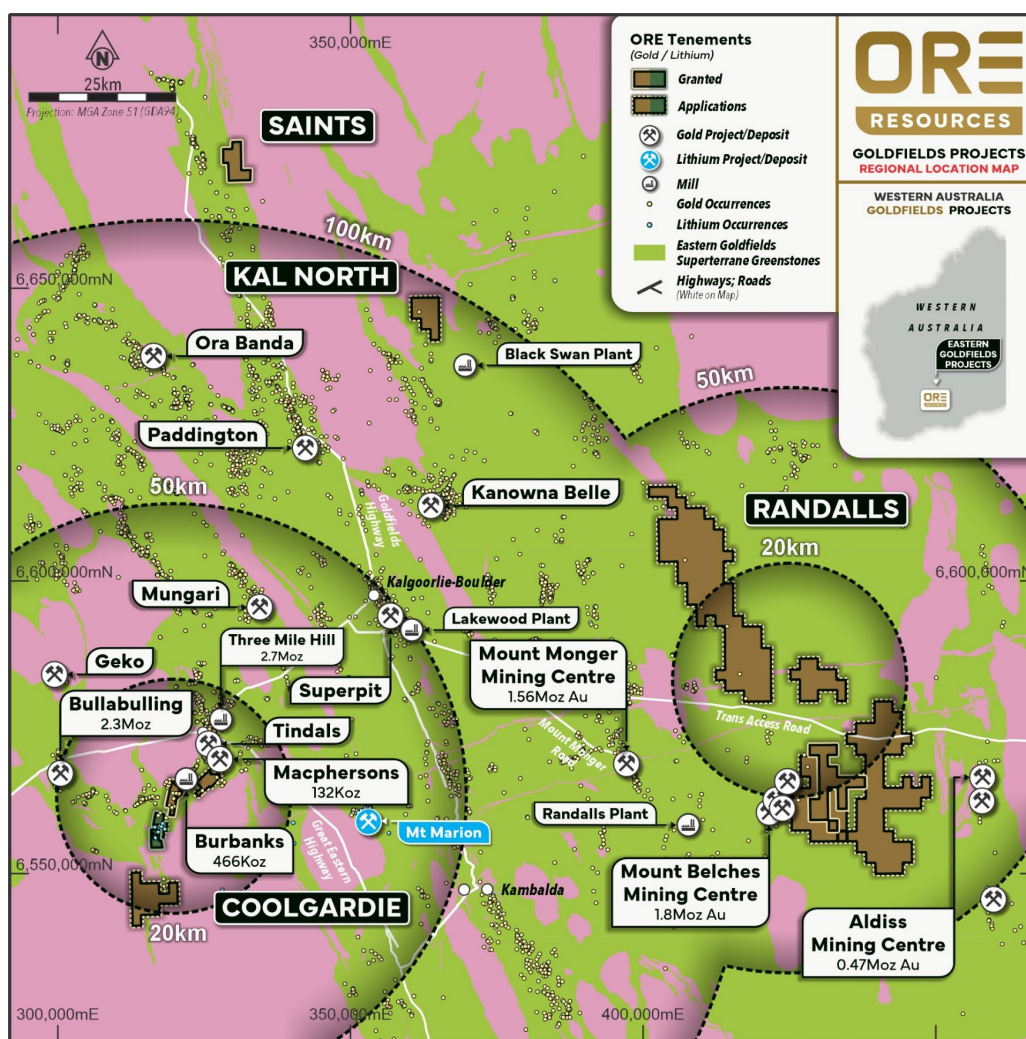 N
25km
Projection: MGA Zone 51 (GDA94)
350,000mE
SAINTS
100km
KAL NORTH
6,650,000mN
Ora Banda
Black Swan Plant
50km
Paddington
50km
Kanowna Belle
Goldfields
Highway
RANDALLS
20km
6,600,000mN
6,600,000mN
Kalgoorlie-Boulder
Mungari
Lakewood Plant
Three Mile Hill
2.7Moz
Geko
Superpit
Mount Monger
Mining Centre
1.56Moz Au
Bullabulling
2.3Moz
Tindals
Trans Access Road
Mount Monger
Road
Macphersons
132Koz
Burbanks
466Koz
Mt Marion
Great Eastern
Highway
Randalls Plant
6,550,000mN
Mount Belches
Mining Centre
1.8Moz Au
Kambalda
COOLGARDIE
20km
Aldiss
Mining Centre
0.47Moz Au
300,000mE
350,000mE
400,000mE
ORE Tenements
(Gold / Lithium)
Granted
Applications
Gold Project/Deposit
Lithium Project/Deposit
Mill
Gold Occurrences
Lithium Occurrences
Eastern Goldfields
Superterrane Greenstones
Highways; Roads
(White on Map)
ORE
RESOURCES
GOLDFIELDS PROJECTS
REGIONAL LOCATION MAP
WESTERN AUSTRALIA
GOLDFIELDS PROJECTS
WESTERN
AUSTRALIA
EASTERN
GOLDFIELDS
PROJECTS
ORE